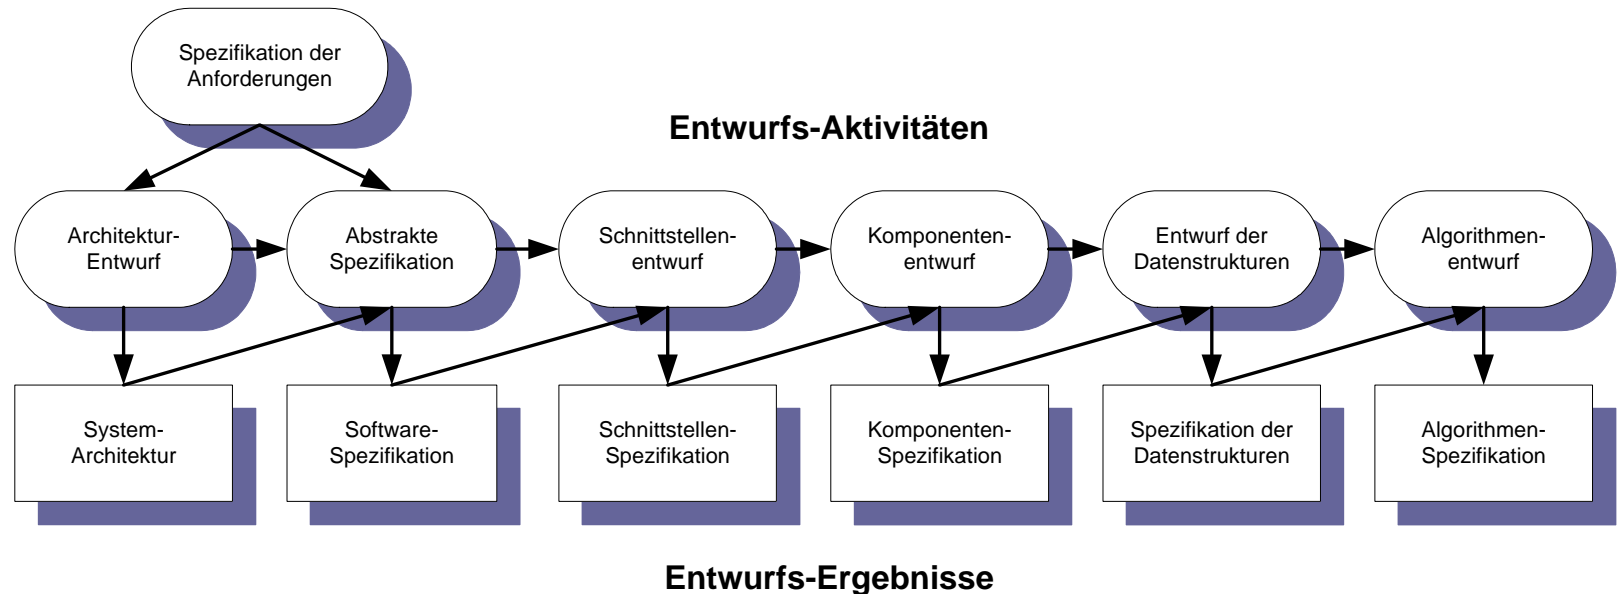 Spezifikation der
Anforderungen
Entwurfs-Aktivitäten
Architektur-
Entwurf
Abstrakte
Spezifikation
Schnittstellen-
entwurf
Komponenten-
entwurf
Entwurf der
Datenstrukturen
Algorithmen-
entwurf
System-
Architektur
Software-
Spezifikation
Schnittstellen-
Spezifikation
Komponenten-
Spezifikation
Spezifikation der
Datenstrukturen
Algorithmen-
Spezifikation
Entwurfs-Ergebnisse